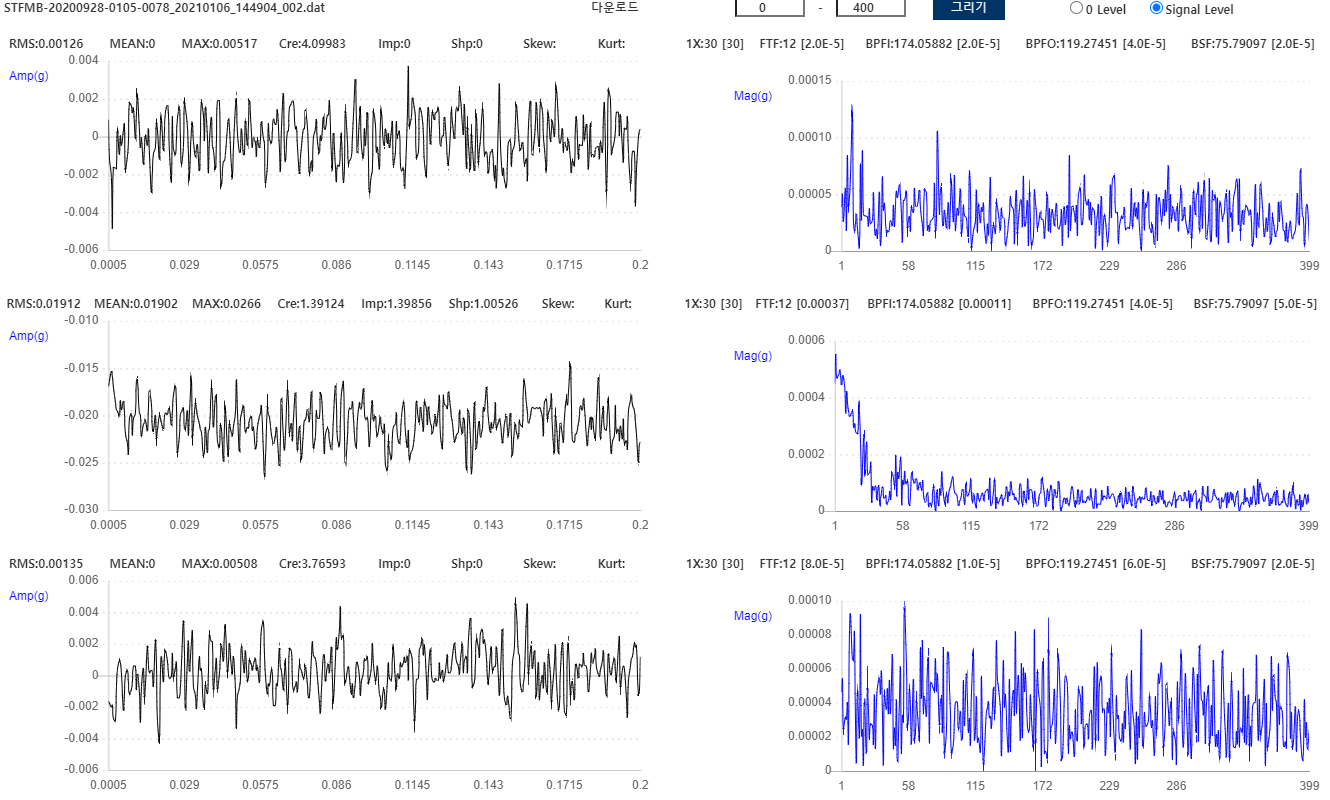 STFMB-20200928-0105-0078_20210106_144904_002.dat 다운로드 0 - 400 그리기 0 Level Signal Level
RMS:0.00126 MEAN:0 MAX:0.00517 Cre:4.09983 Imp:0 Shp:0 Skew: Kurt:
Amp(g)
0.004
0.002
0
-0.002
-0.004
-0.006
0.0005 0.029 0.0575 0.086 0.1145 0.143 0.1715 0.2
1X:30 [30] FTF:12 [2.0E-5] BPFI:174.05882 [2.0E-5] BPFO:119.27451 [4.0E-5] BSF:75.79097 [2.0E-5]
Mag(g)
0.00015
0.00010
0.00005
0
1 58 115 172 229 286 399
RMS:0.01912 MEAN:0.01902 MAX:0.0266 Cre:1.39124 Imp:1.39856 Shp:1.00526 Skew: Kurt:
Amp(g)
-0.010
-0.015
-0.020
-0.025
-0.030
0.0005 0.029 0.0575 0.086 0.1145 0.143 0.1715 0.2
1X:30 [30] FTF:12 [0.00037] BPFI:174.05882 [0.00011] BPFO:119.27451 [4.0E-5] BSF:75.79097 [5.0E-5]
Mag(g)
0.0006
0.0004
0.0002
0
1 58 115 172 229 286 399
RMS:0.00135 MEAN:0 MAX:0.00508 Cre:3.76593 Imp:0 Shp:0 Skew: Kurt:
Amp(g)
0.006
0.004
0.002
0
-0.002
-0.004
-0.006
0.0005 0.029 0.0575 0.086 0.1145 0.143 0.1715 0.2
1X:30 [30] FTF:12 [8.0E-5] BPFI:174.05882 [1.0E-5] BPFO:119.27451 [6.0E-5] BSF:75.79097 [2.0E-5]
Mag(g)
0.00010
0.00008
0.00006
0.00004
0.00002
0
1 58 115 172 229 286 399